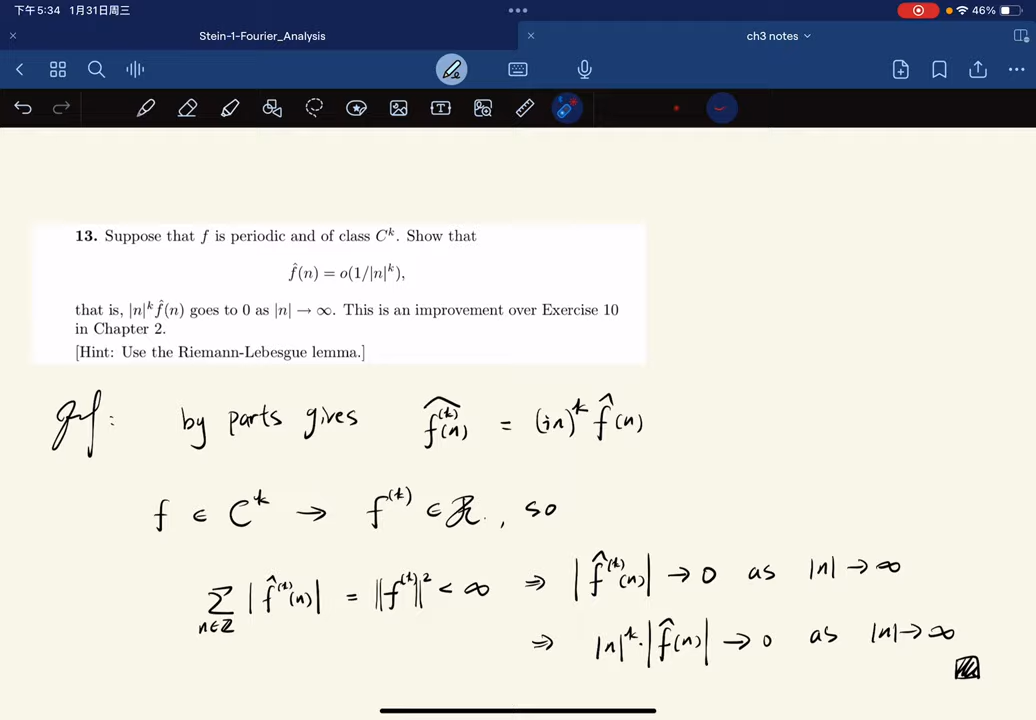 下午5:34 1月31日周三
46%
Stein-1-Fourier_Analysis
ch3 notes
13. Suppose that f is periodic and of class C^k. Show that
f̂(n) = o(1/|n|^k),
that is, |n|^k f̂(n) goes to 0 as |n| → ∞. This is an improvement over Exercise 10
in Chapter 2.
[Hint: Use the Riemann-Lebesgue lemma.]
by parts gives \widehat{f^{(k)}(n)} = (in)^k f̂(n)
f ∈ C^k → f^{(k)} ∈ ℛ., so
∑_{n∈ℤ} |f̂^{(k)}(n)| = ||f^{(k)}||^2 < ∞ ⇒ |f̂^{(k)}(n)| → 0 as |n| → ∞
⇒ |n|^k·|f̂(n)| → 0 as |n| → ∞